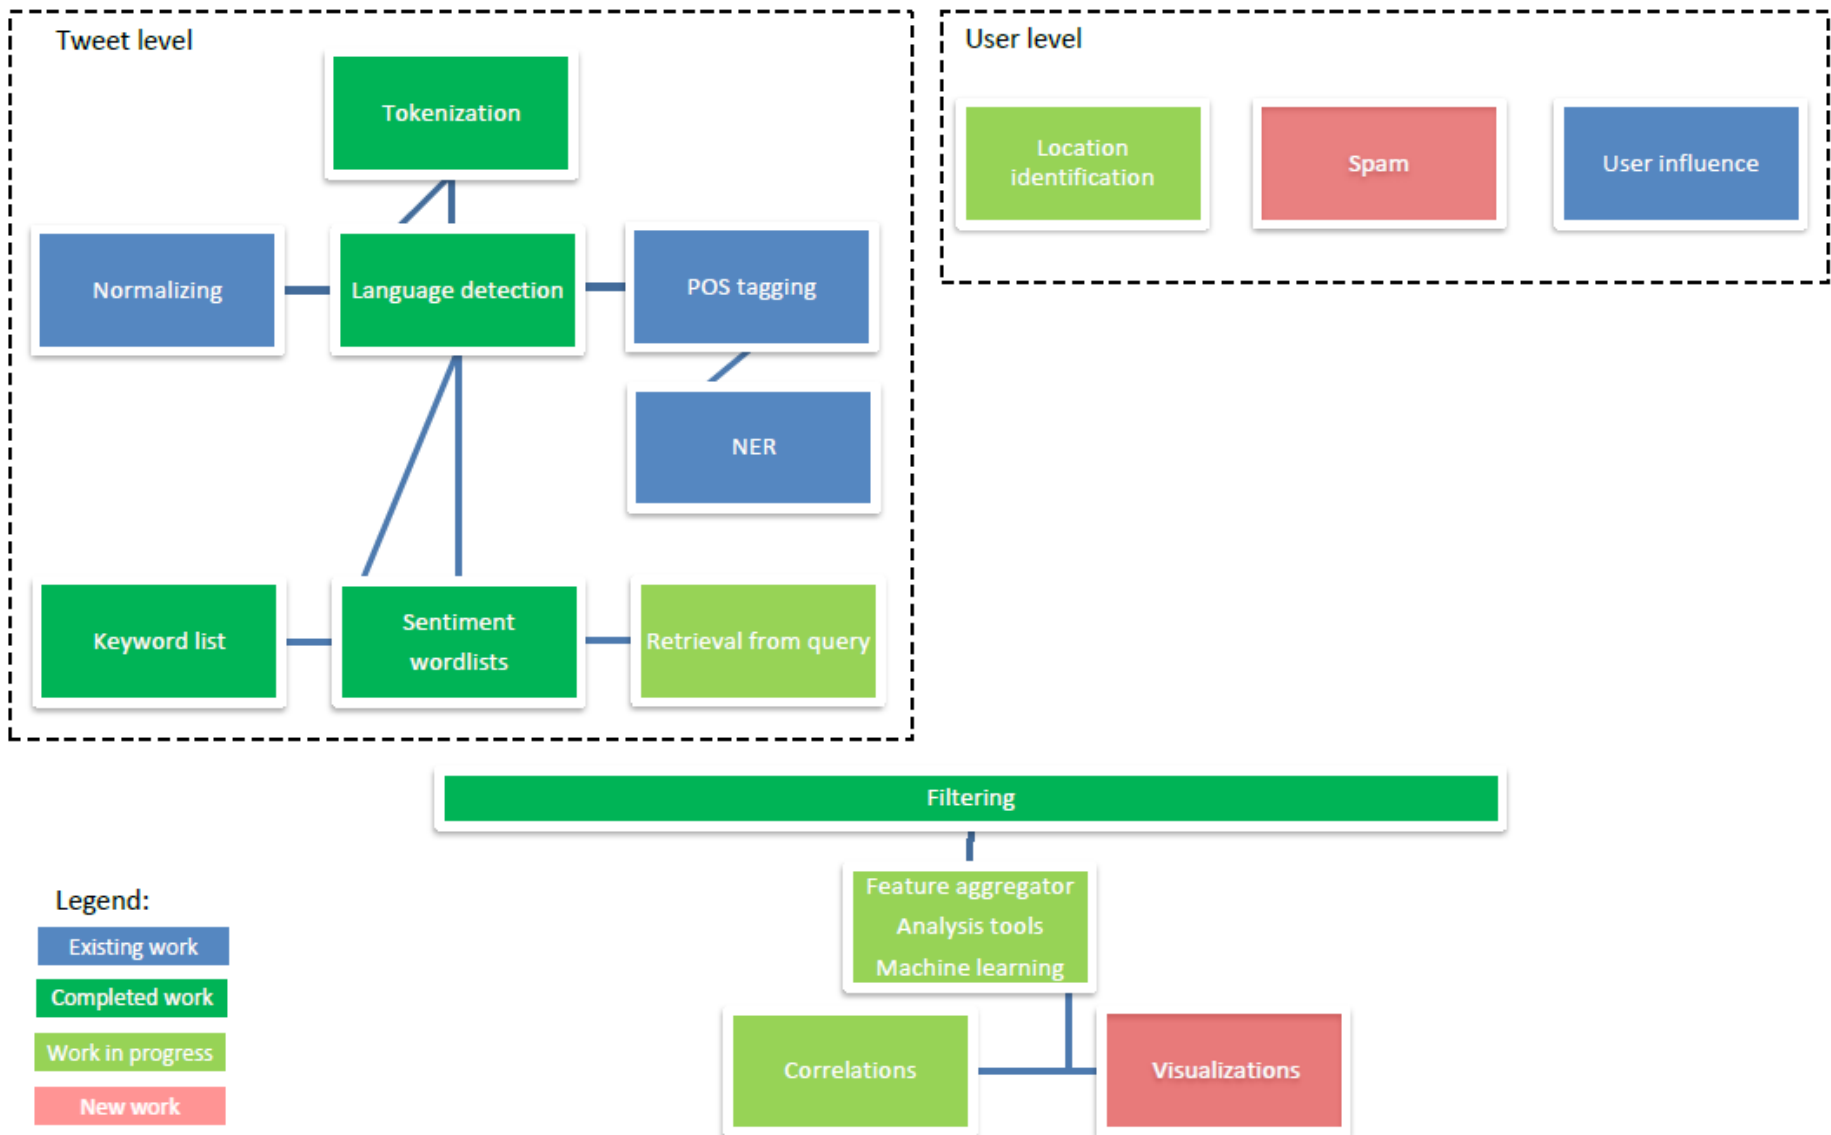 Tweet level
Tokenization
Normalizing
Language detection
POS tagging
NER
Keyword list
Sentiment
wordlists
Retrieval from query
User level
Location
identification
Spam
User influence
Filtering
Feature aggregator
Analysis tools
Machine learning
Correlations
Visualizations
Legend:
Existing work
Completed work
Work in progress
New work